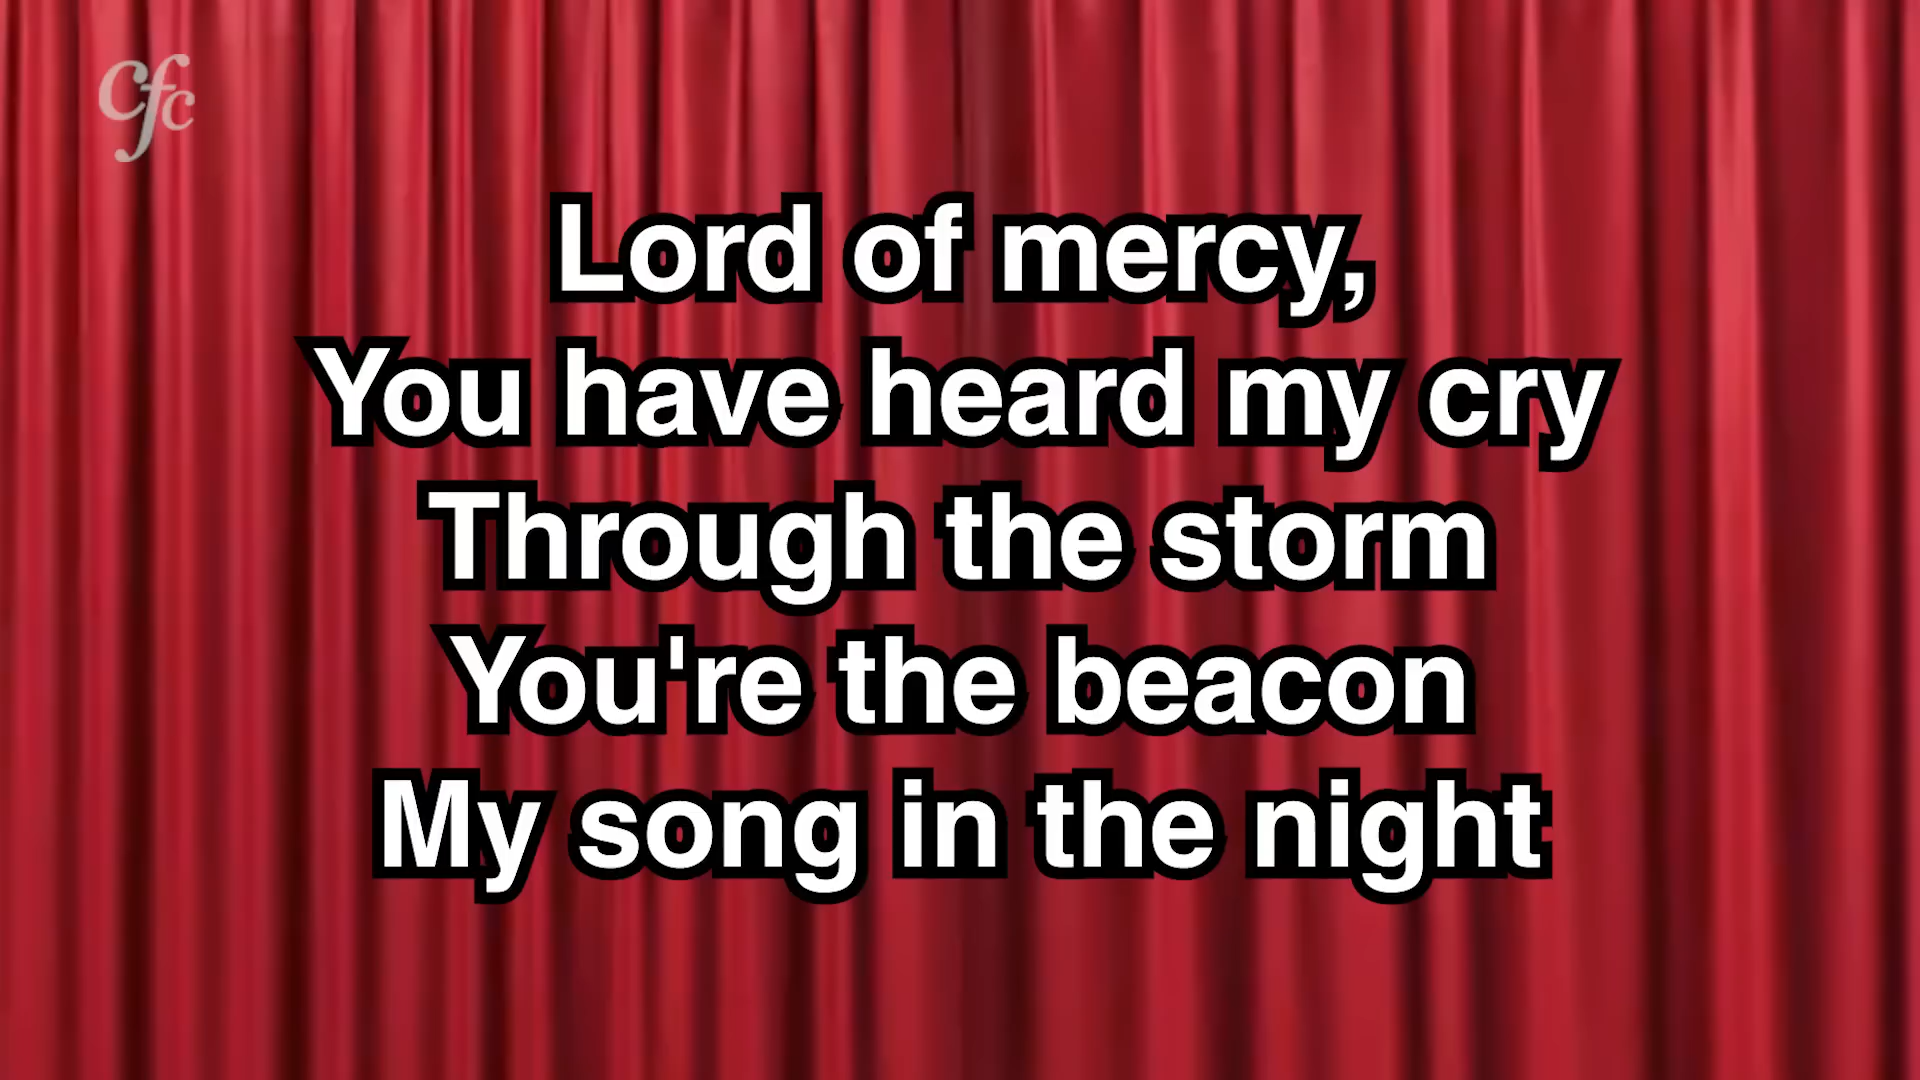 cfc
Lord of mercy,
You have heard my cry
Through the storm
You're the beacon
My song in the night